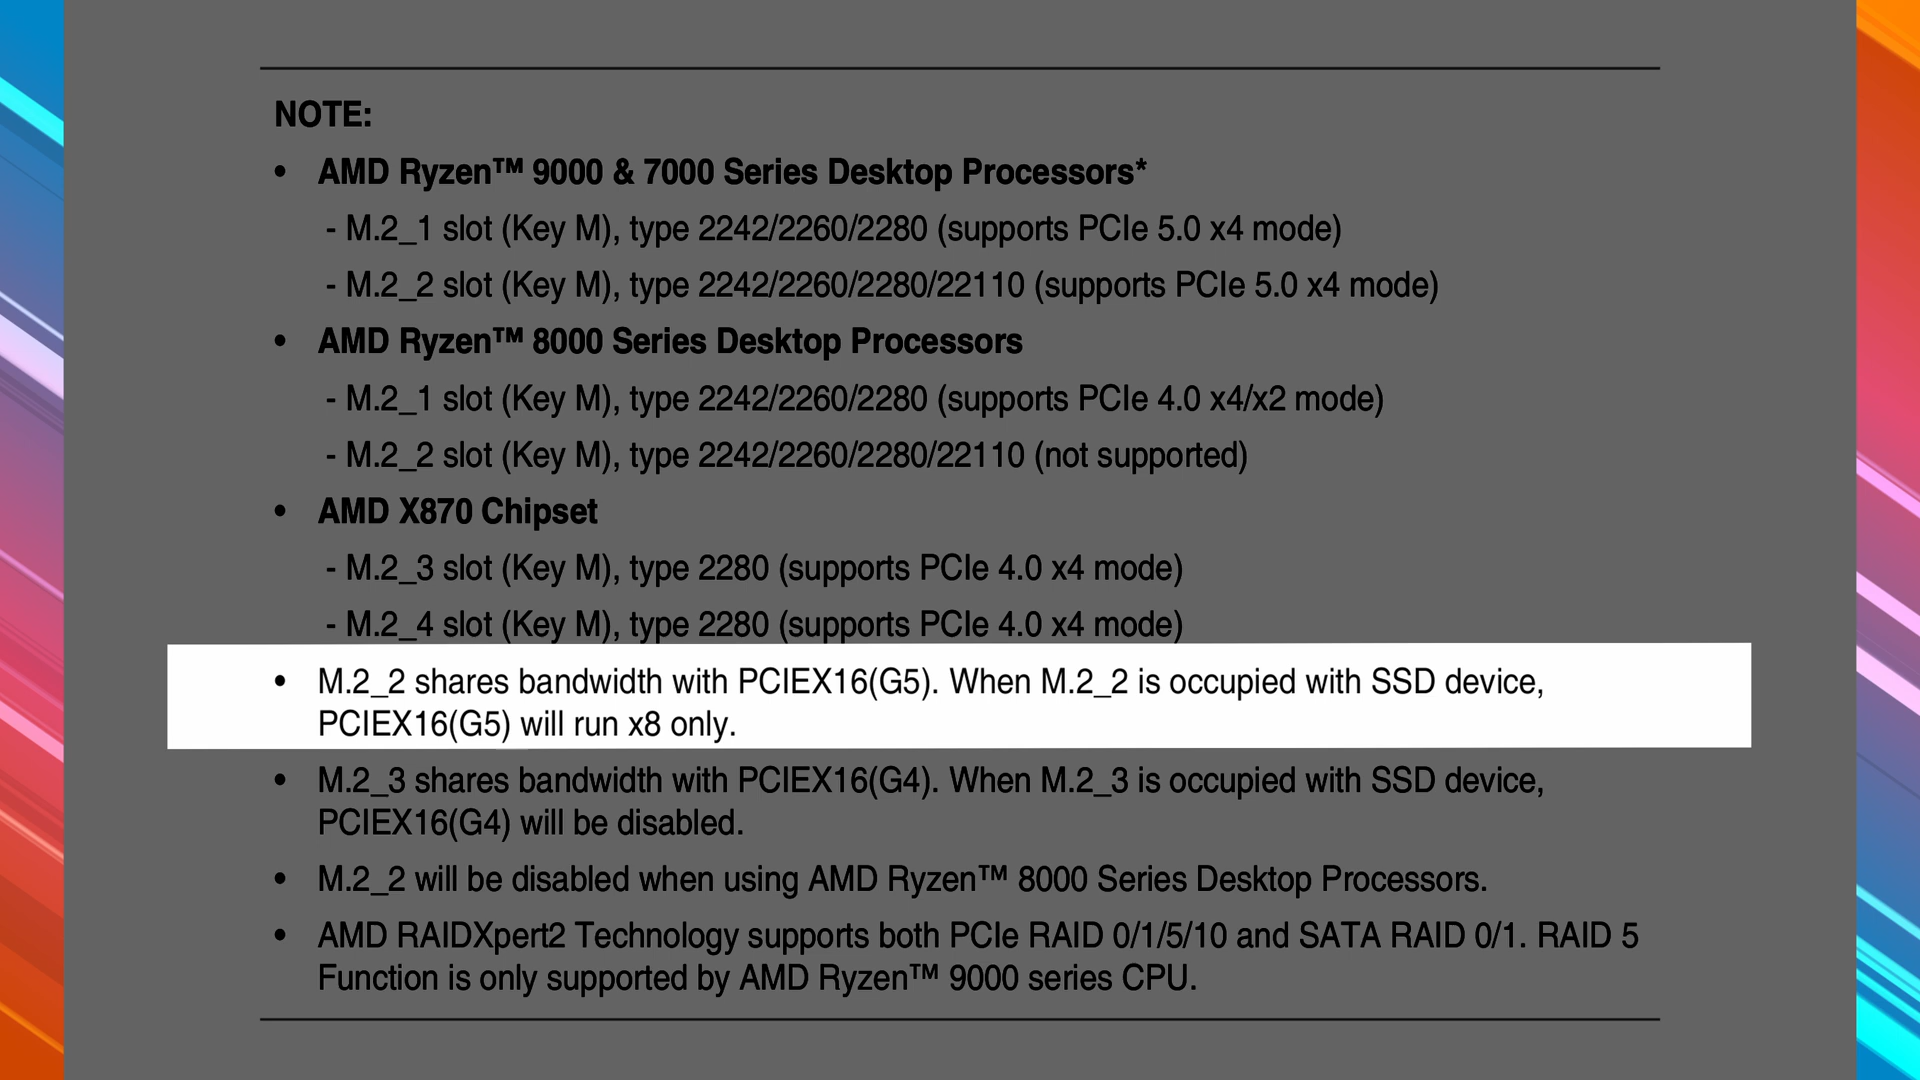 NOTE:
• AMD Ryzen™ 9000 & 7000 Series Desktop Processors*
- M.2_1 slot (Key M), type 2242/2260/2280 (supports PCIe 5.0 x4 mode)
- M.2_2 slot (Key M), type 2242/2260/2280/22110 (supports PCIe 5.0 x4 mode)
• AMD Ryzen™ 8000 Series Desktop Processors
- M.2_1 slot (Key M), type 2242/2260/2280 (supports PCIe 4.0 x4/x2 mode)
- M.2_2 slot (Key M), type 2242/2260/2280/22110 (not supported)
• AMD X870 Chipset
- M.2_3 slot (Key M), type 2280 (supports PCIe 4.0 x4 mode)
- M.2_4 slot (Key M), type 2280 (supports PCIe 4.0 x4 mode)
• M.2_2 shares bandwidth with PCIEX16(G5). When M.2_2 is occupied with SSD device,
PCIEX16(G5) will run x8 only.
• M.2_3 shares bandwidth with PCIEX16(G4). When M.2_3 is occupied with SSD device,
PCIEX16(G4) will be disabled.
• M.2_2 will be disabled when using AMD Ryzen™ 8000 Series Desktop Processors.
• AMD RAIDXpert2 Technology supports both PCIe RAID 0/1/5/10 and SATA RAID 0/1. RAID 5
Function is only supported by AMD Ryzen™ 9000 series CPU.